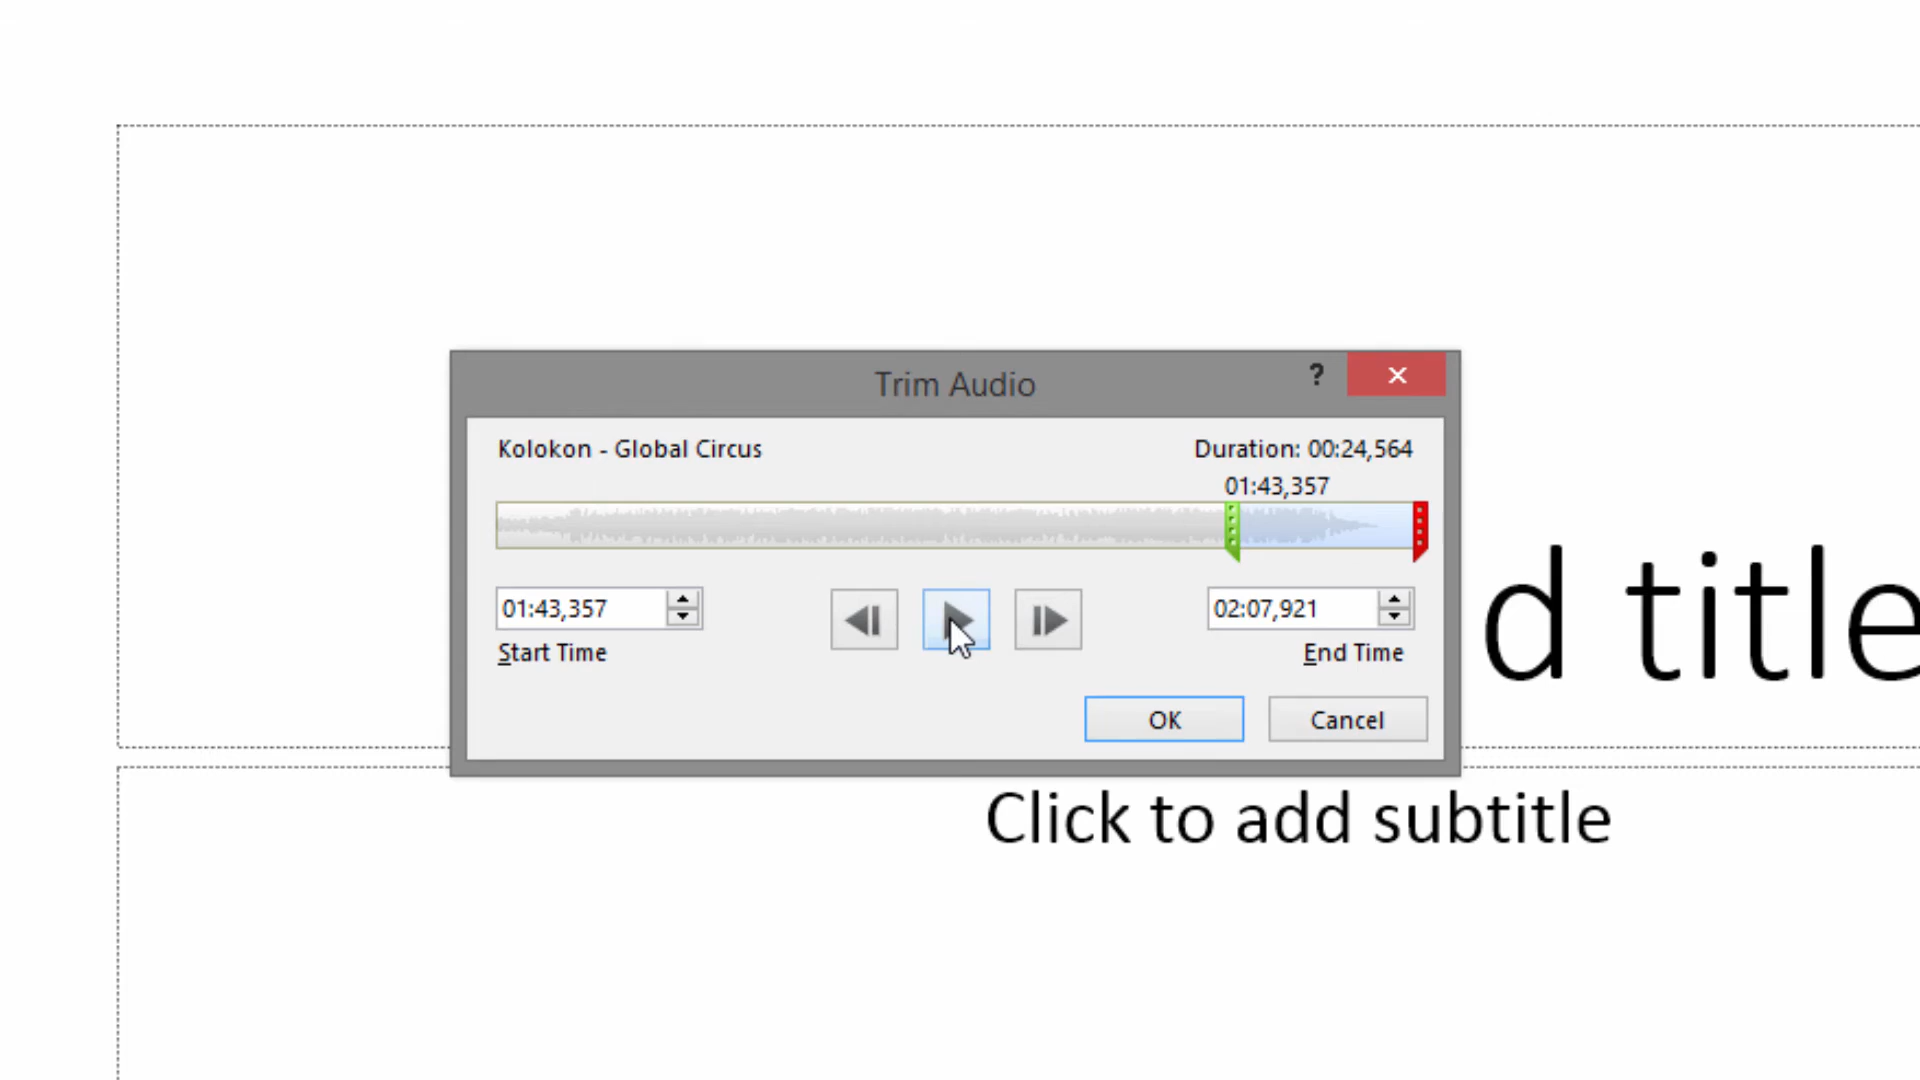 Trim Audio
?
Kolokon - Global Circus
Duration: 00:24,564
01:43,357
01:43,357
02:07,921
Start Time
End Time
OK
Cancel
d title
Click to add subtitle